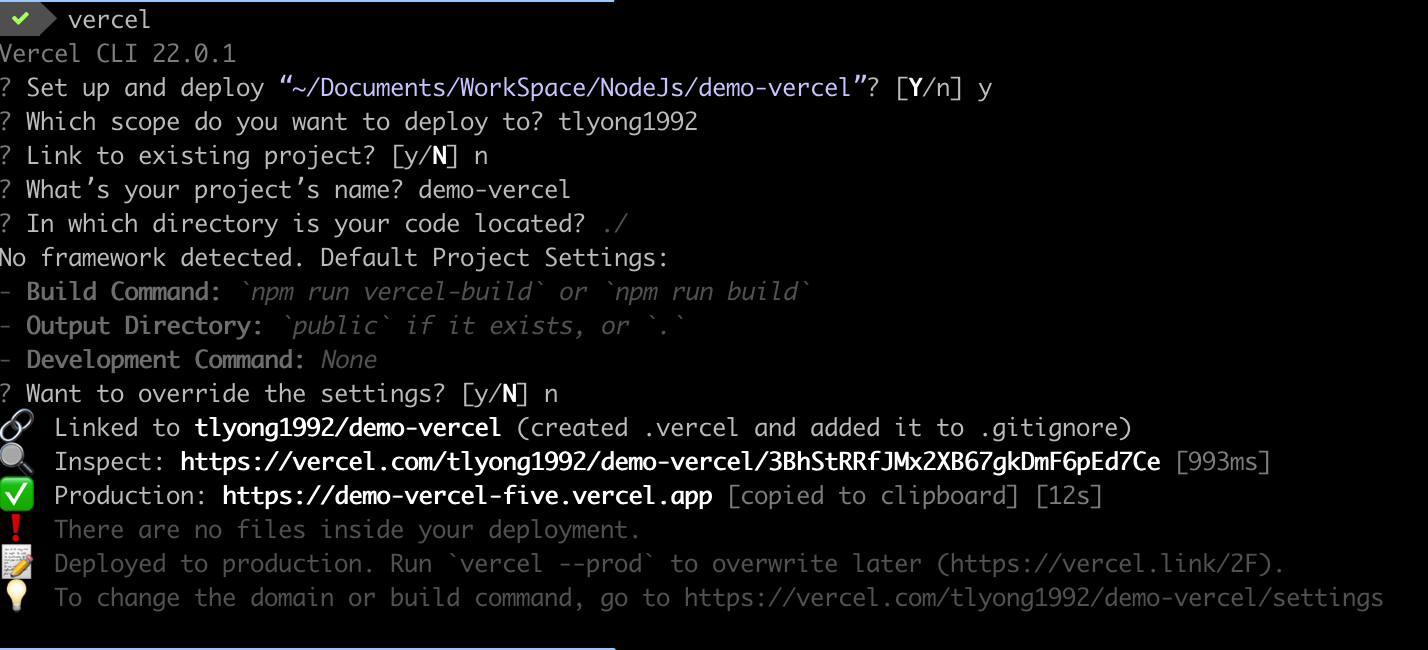 vercel
Vercel CLI 22.0.1
? Set up and deploy “~/Documents/WorkSpace/NodeJs/demo-vercel”? [Y/n] y
? Which scope do you want to deploy to? tlyong1992
? Link to existing project? [y/N] n
? What’s your project’s name? demo-vercel
? In which directory is your code located? ./
No framework detected. Default Project Settings:
- Build Command: `npm run vercel-build` or `npm run build`
- Output Directory: `public` if it exists, or `.`
- Development Command: None
? Want to override the settings? [y/N] n
🔗 Linked to tlyong1992/demo-vercel (created .vercel and added it to .gitignore)
🔍 Inspect: https://vercel.com/tlyong1992/demo-vercel/3BhStRRfJMx2XB67gkDmF6pEd7Ce [993ms]
✅ Production: https://demo-vercel-five.vercel.app [copied to clipboard] [12s]
❗ There are no files inside your deployment.
📝 Deployed to production. Run `vercel --prod` to overwrite later (https://vercel.link/2F).
💡 To change the domain or build command, go to https://vercel.com/tlyong1992/demo-vercel/settings